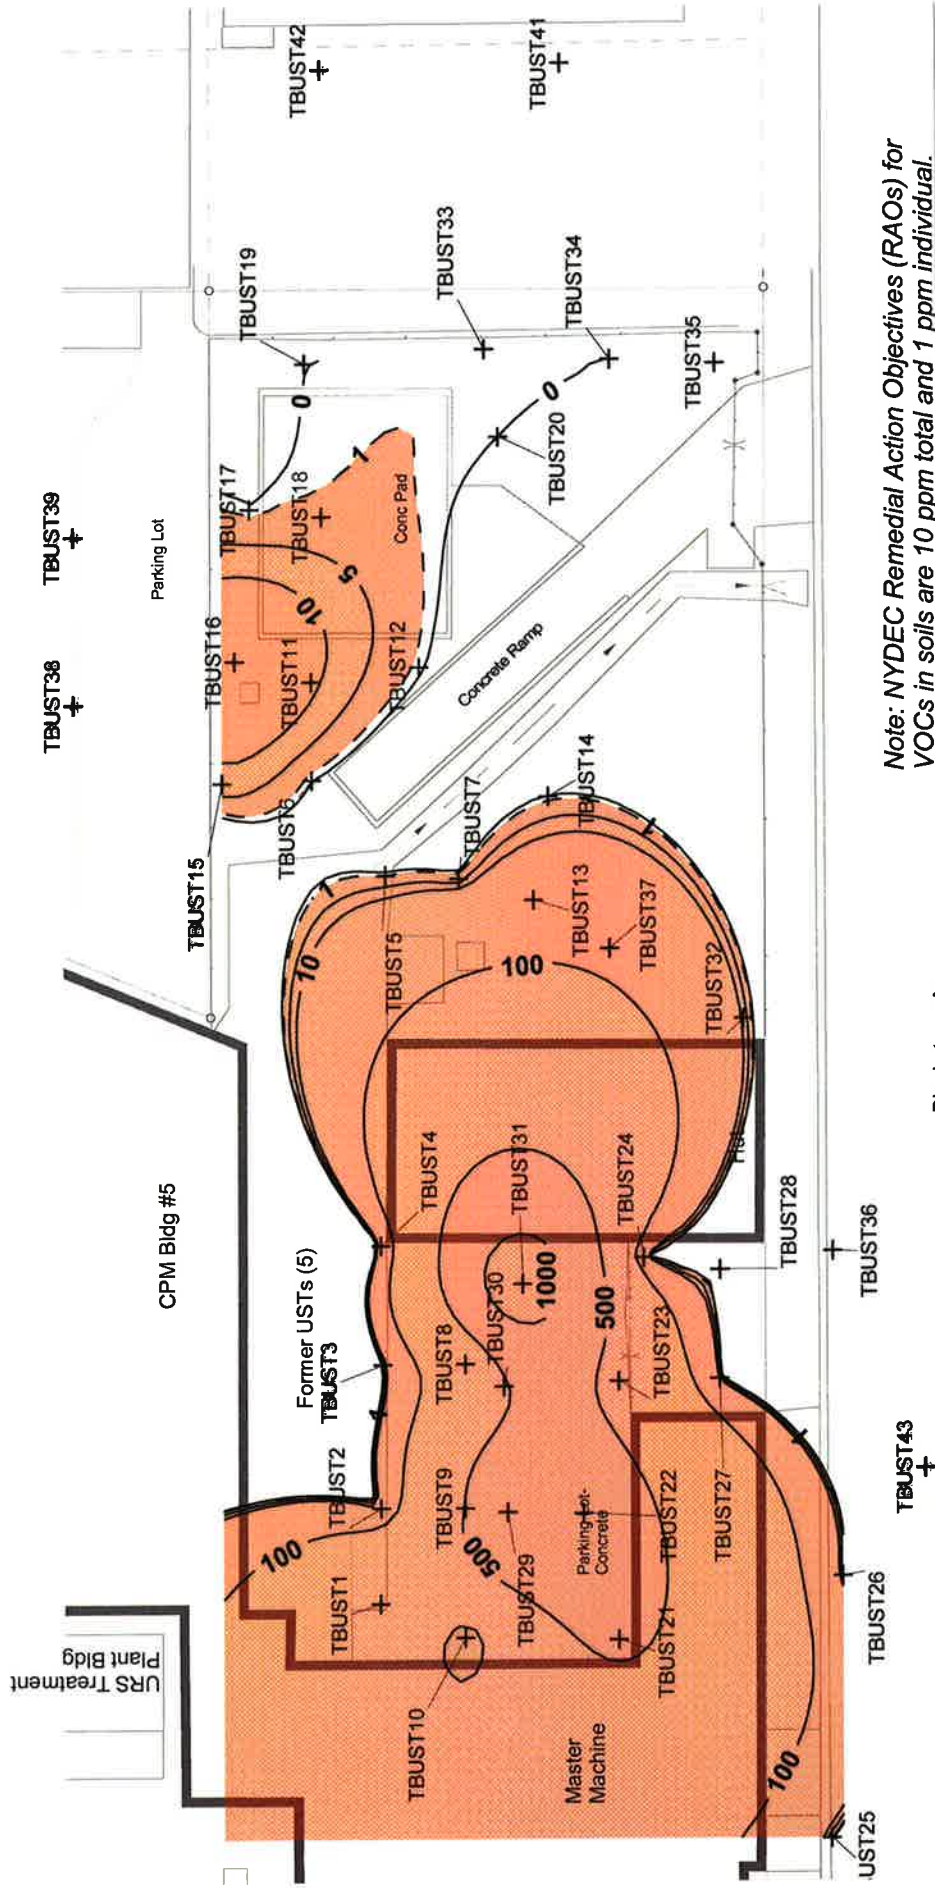 TBUST42
TBUST41
TBUST19
TBUST33
TBUST34
TBUST35
TBUST39
TBUST38
Parking Lot
TBUST17
TBUST18
TBUST16
TBUST11
TBUST12
TBUST20
Conc Pad
0
0
1
5
10
Concrete Ramp
TBUST15
TBUST6
TBUST7
TBUST14
TBUST13
TBUST37
TBUST5
TBUST32
1
1
10
100
CPM Bldg #5
Former USTs (5)
TBUST3
TBUST4
TBUST31
TBUST24
TBUST28
TBUST36
1000
500
TBUST30
TBUST8
TBUST23
TBUST2
TBUST9
TBUST29
TBUST22
TBUST27
Parking Lot-
Concrete
TBUST43
TBUST1
TBUST10
TBUST21
TBUST26
100
500
URS Treatment
Plant Bldg
Master
Machine
100
UST25
Note: NYDEC Remedial Action Objectives (RAOs) for
VOCs in soils are 10 ppm total and 1 ppm individual.